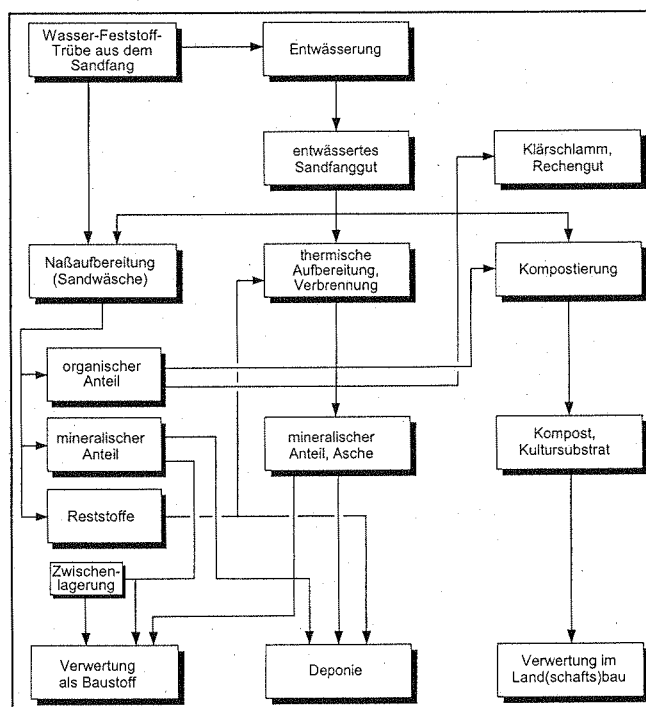 Wasser-Feststoff-
Trübe aus dem
Sandfang
Entwässerung
entwässertes
Sandfanggut
Klärschlamm,
Rechengut
Naßaufbereitung
(Sandwäsche)
thermische
Aufbereitung,
Verbrennung
Kompostierung
organischer
Anteil
mineralischer
Anteil
mineralischer
Anteil, Asche
Kompost,
Kultursubstrat
Reststoffe
Zwischen-
lagerung
Verwertung
als Baustoff
Deponie
Verwertung im
Land(schafts)bau